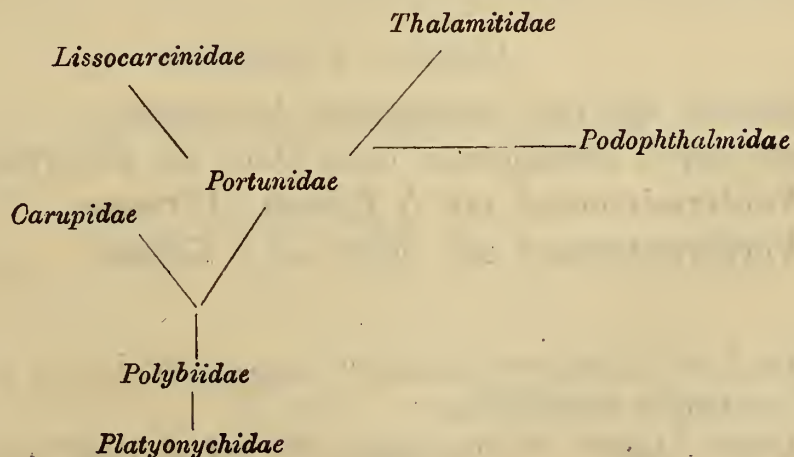 Thalamitidae
Lissocarcinidae
Podophthalmidae
Portunidae
Carupidae
Polybiidae
Platyonychidae